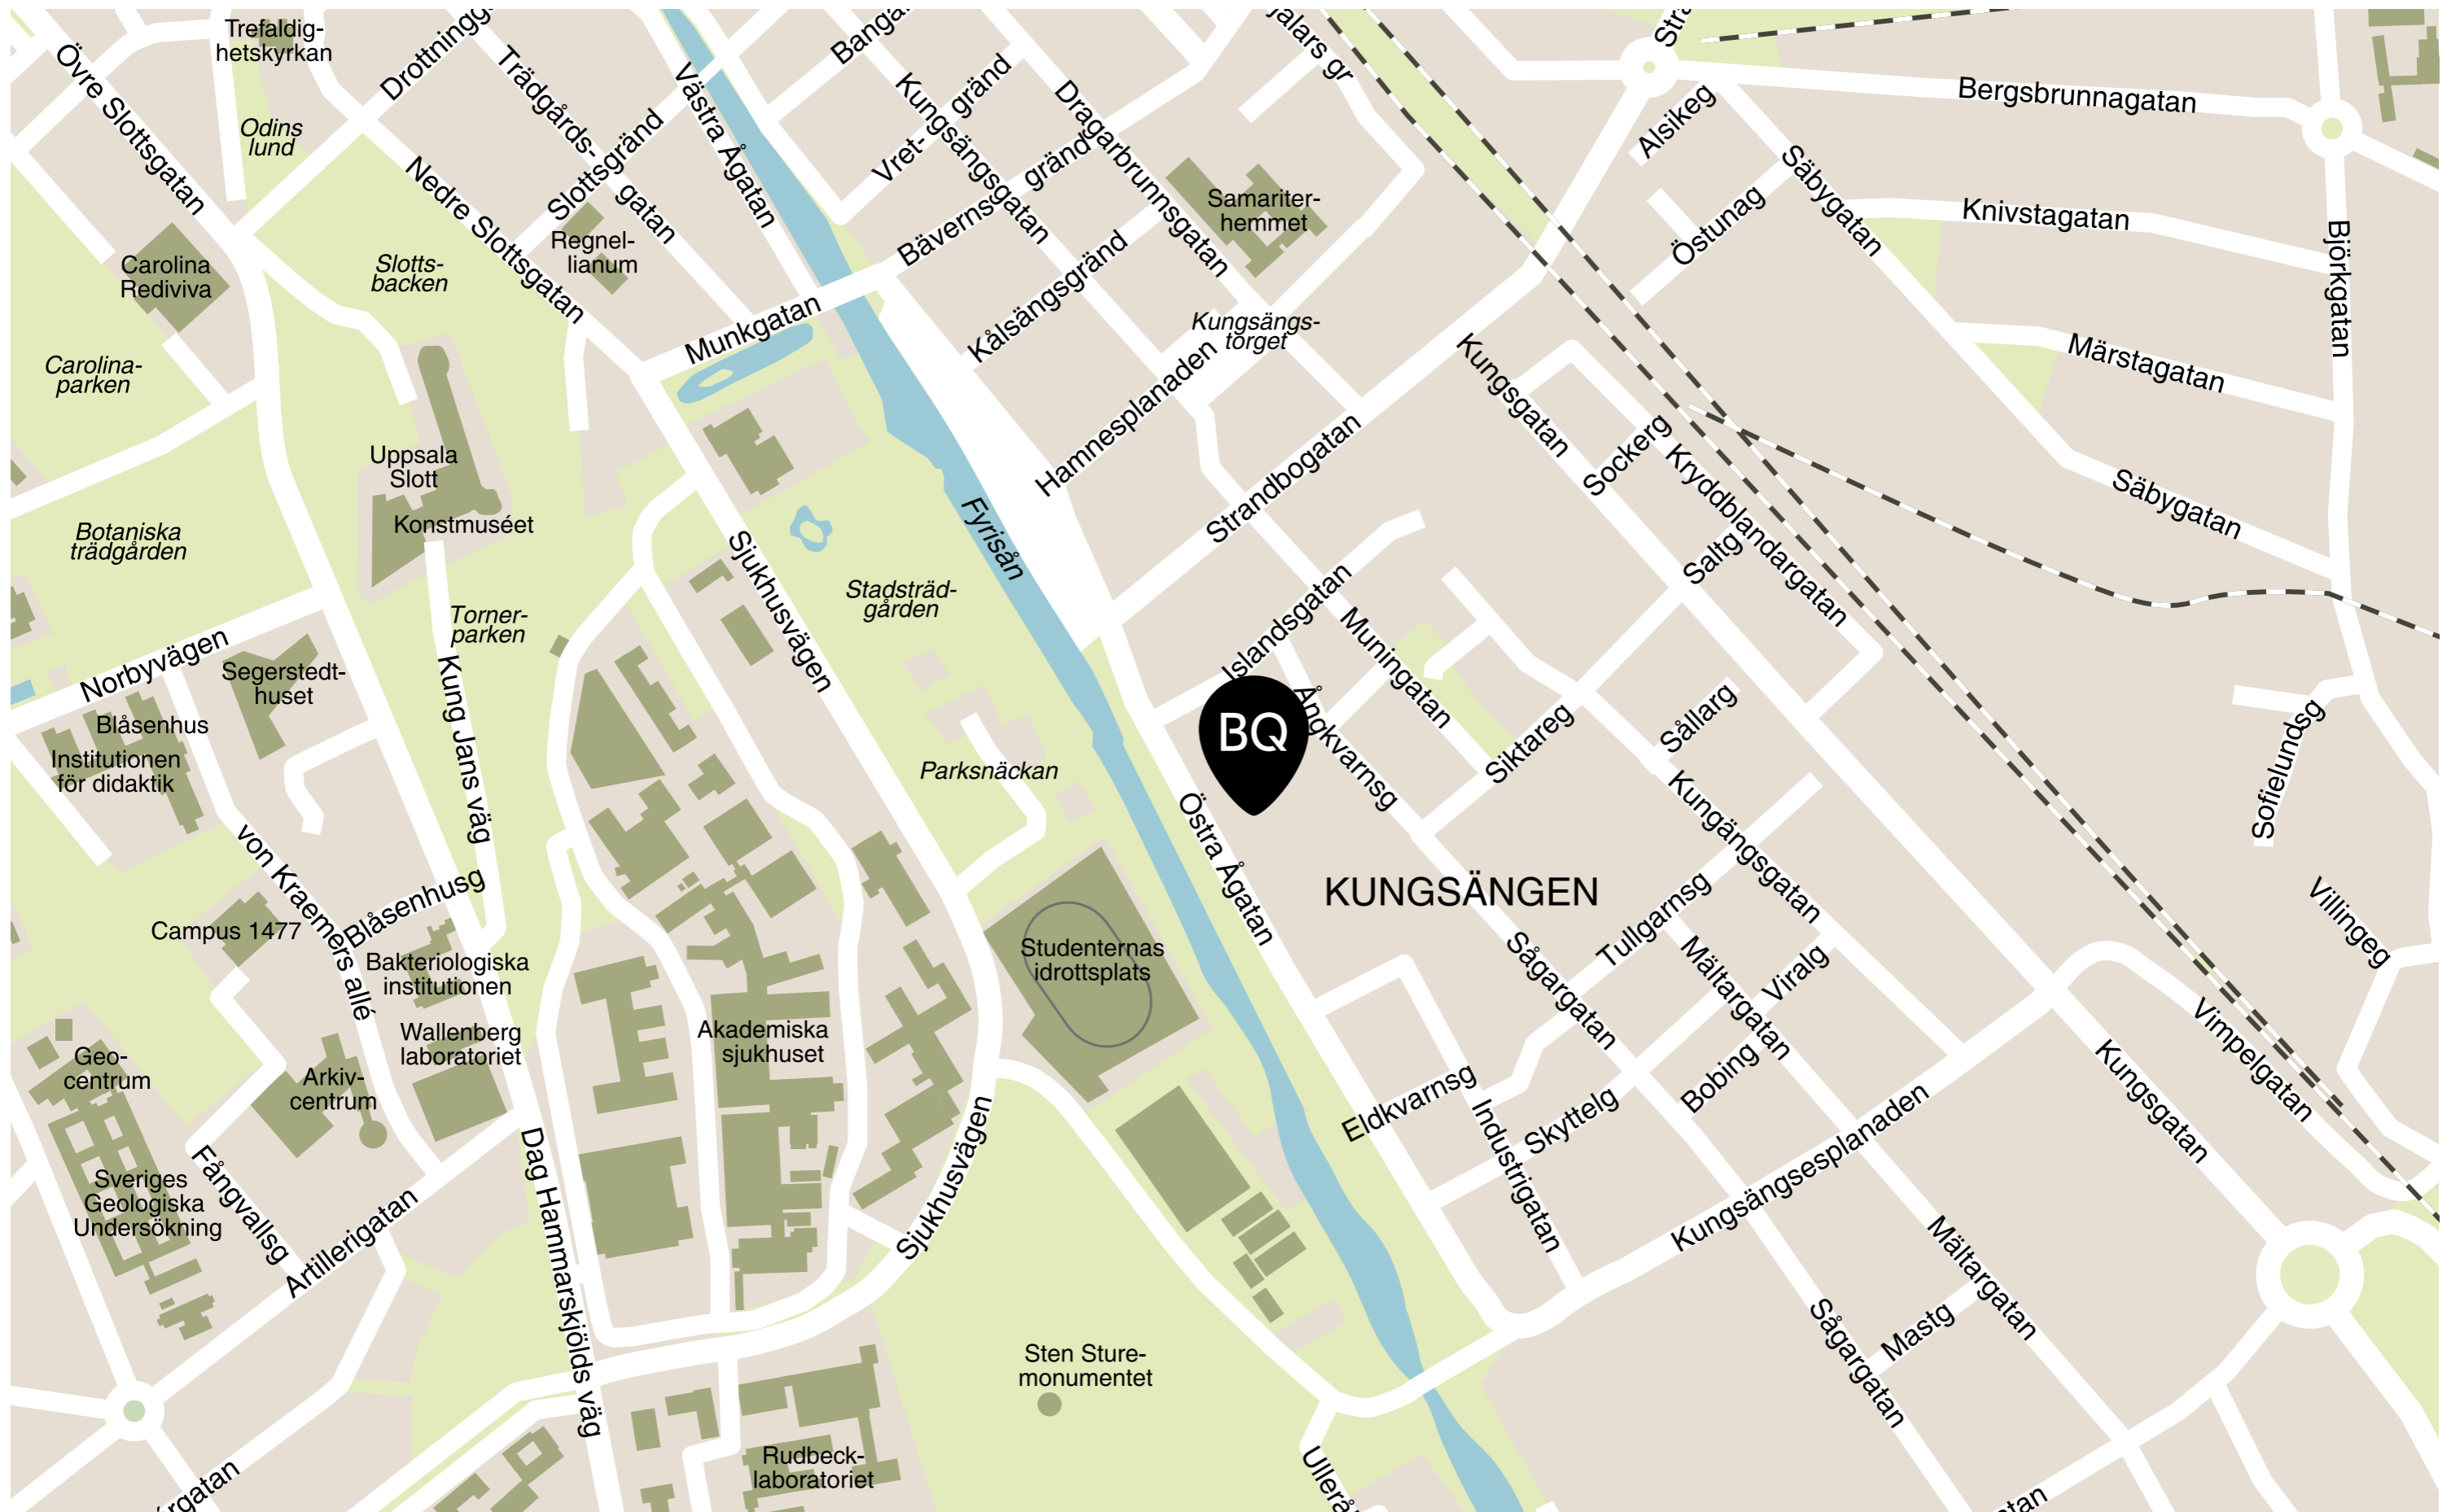 Trefaldig-
hetskyrkan
Övre Slottsgatan
Odins
lund
Trädgårds-
gatan
Västra Ågatan
Nedre Slottsgatan
Slottsgränd
Regnel-
lianum
Carolina
Rediviva
Slotts-
backen
Carolina-
parken
Munkgatan
Kungsängsgatan
Vret-
gränd
Dragarbrunnsgatan
Bäverns
gränd
Kålsängsgränd
Samariter-
hemmet
Kungsängs-
torget
Hamnesplanaden
Strandbogatan
Alsikeg
Östunag
Bergsbrunnagatan
Säbygatan
Knivstagatan
Björkgatan
Märstagatan
Säbygatan
Kungsgatan
Sockerg
Kryddblandargatan
Saltg
Uppsala
Slott
Konstmuséet
Botaniska
trädgården
Torner-
parken
Fyrisån
Sjukhusvägen
Stadsträd-
gården
Islandsgatan
Muningatan
Norbyvägen
Segerstedt-
huset
Blåsenhus
Institutionen
för didaktik
Kung Jans väg
Parksnäckan
BQ
Ångkvarnsg
Siktareg
Sållarg
Sofielundsg
Östra Ågatan
KUNGSÄNGEN
Kungängsgatan
Tullgarnsg
Villingeg
von Kraemers allé
Blåsenhusg
Campus 1477
Bakteriologiska
institutionen
Wallenberg
laboratoriet
Studenternas
idrottsplats
Akademiska
sjukhuset
Sågargatan
Mältargatan
Viralg
Bobing
Vimpelgatan
Kungsgatan
Geo-
centrum
Arkiv-
centrum
Eldkvarnsg
Skyttelg
Industrigatan
Kungsängsesplanaden
Sveriges
Geologiska
Undersökning
Fångvallsg
Artillerigatan
Dag Hammarskjölds väg
Sjukhusvägen
Mältargatan
Mastg
Sågargatan
Sten Sture-
monumentet
Rudbeck-
laboratoriet